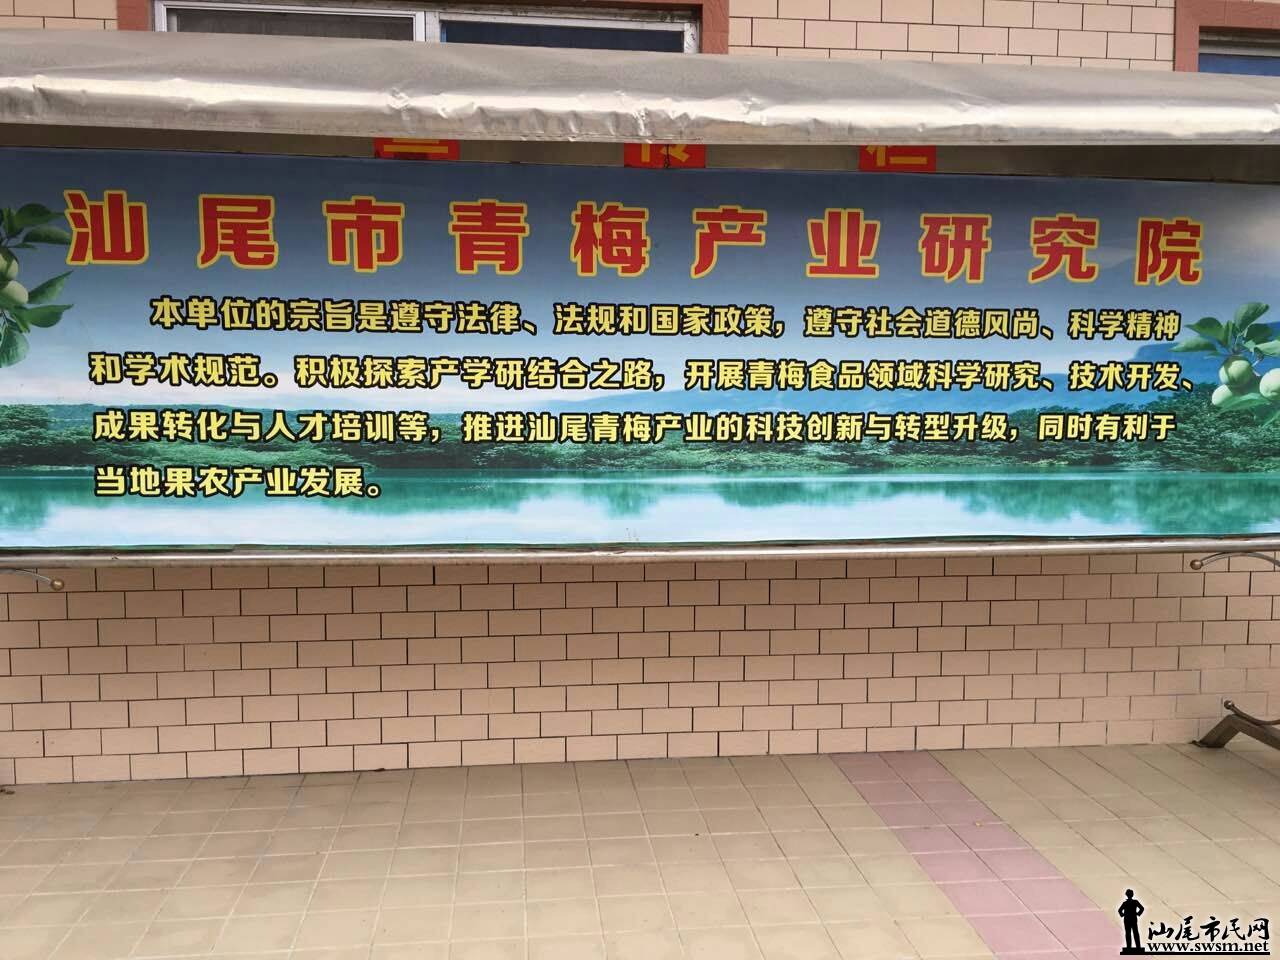 宣传栏
汕尾市青梅产业研究院
本单位的宗旨是遵守法律、法规和国家政策，遵守社会道德风尚、科学精神
和学术规范。积极探索产学研结合之路，开展青梅食品领域科学研究、技术开发、
成果转化与人才培训等，推进汕尾青梅产业的科技创新与转型升级，同时有利于
当地果农产业发展。
汕尾市民网
www.swsm.net